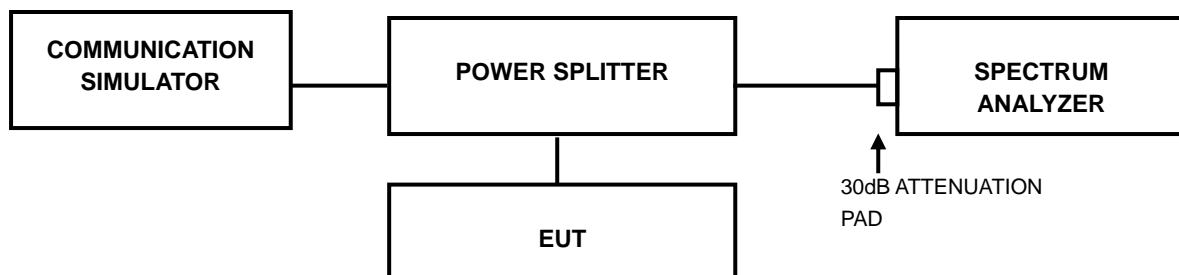 COMMUNICATION
SIMULATOR
POWER SPLITTER
SPECTRUM
ANALYZER
30dB ATTENUATION
PAD
EUT